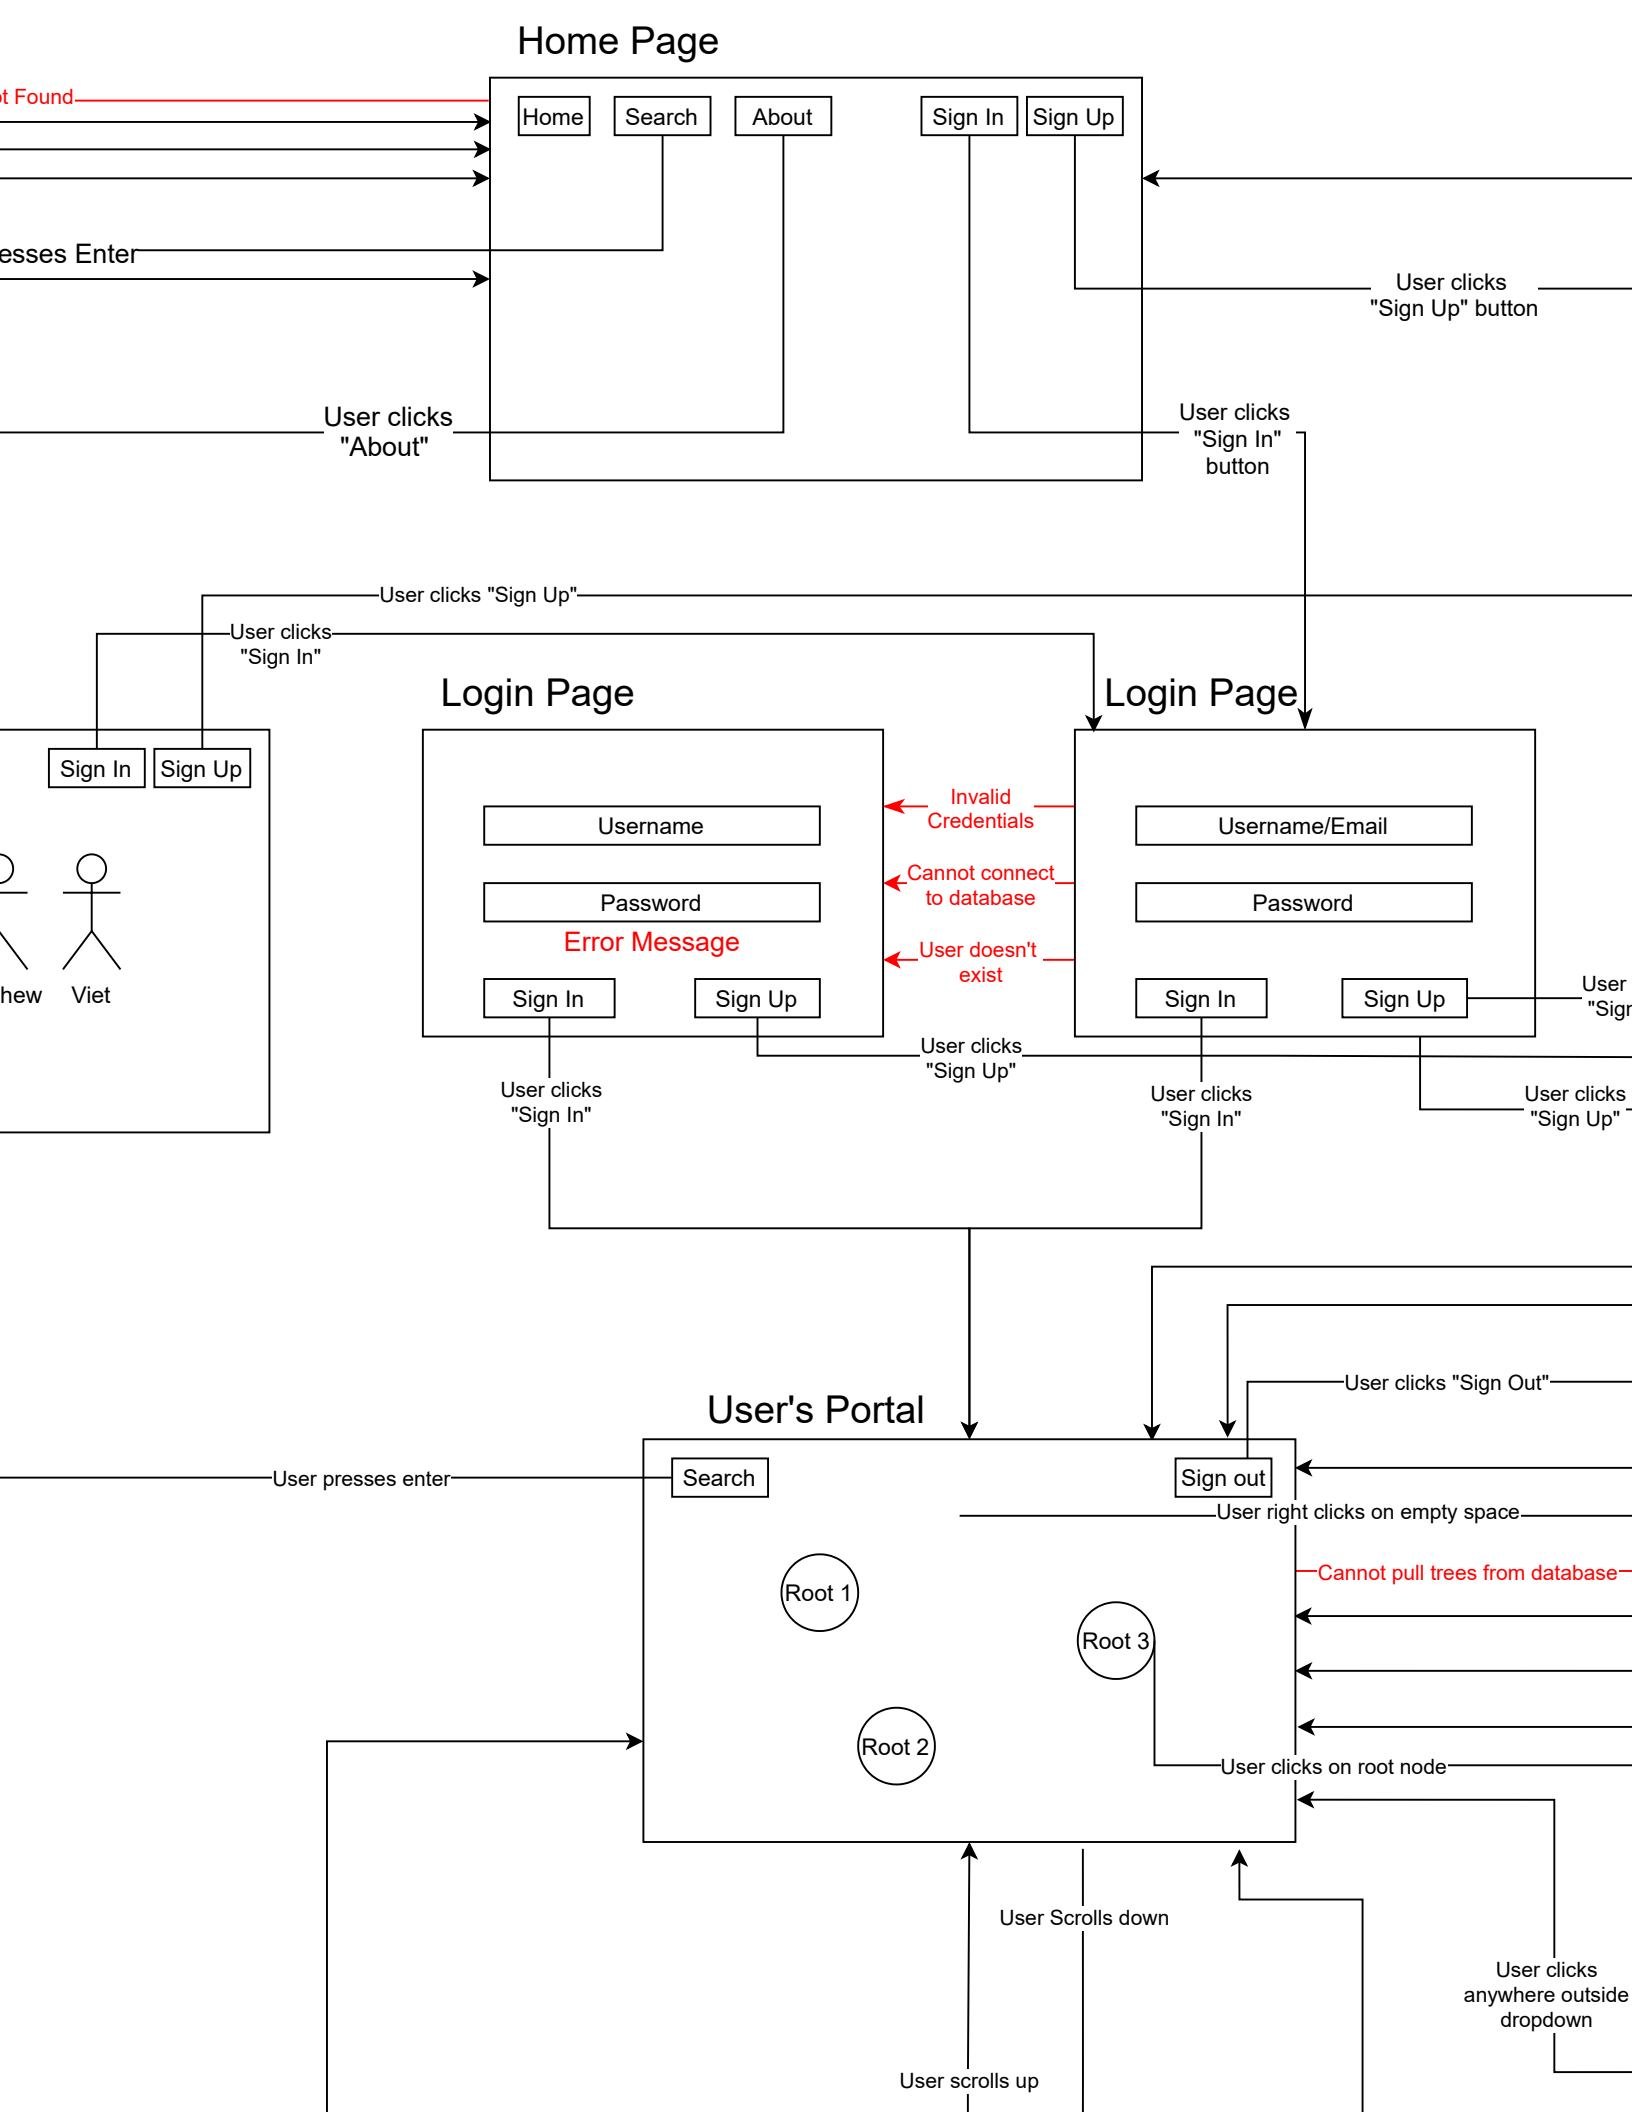 Home Page
t Found
Home
Search
About
Sign In
Sign Up
esses Enter
User clicks
"Sign Up" button
User clicks
"About"
User clicks
"Sign In"
button
User clicks "Sign Up"
User clicks
"Sign In"
Login Page
Login Page
Sign In
Sign Up
hew
Viet
Username
Password
Error Message
Sign In
Sign Up
Invalid
Credentials
Cannot connect
to database
User doesn't
exist
Username/Email
Password
Sign In
Sign Up
User
"Sign
User clicks
"Sign Up"
User clicks
"Sign In"
User clicks
"Sign In"
User clicks
"Sign Up"
User clicks "Sign Out"
User's Portal
User presses enter
Search
Sign out
User right clicks on empty space
Cannot pull trees from database
Root 1
Root 3
Root 2
User clicks on root node
User Scrolls down
User clicks
anywhere outside
dropdown
User scrolls up